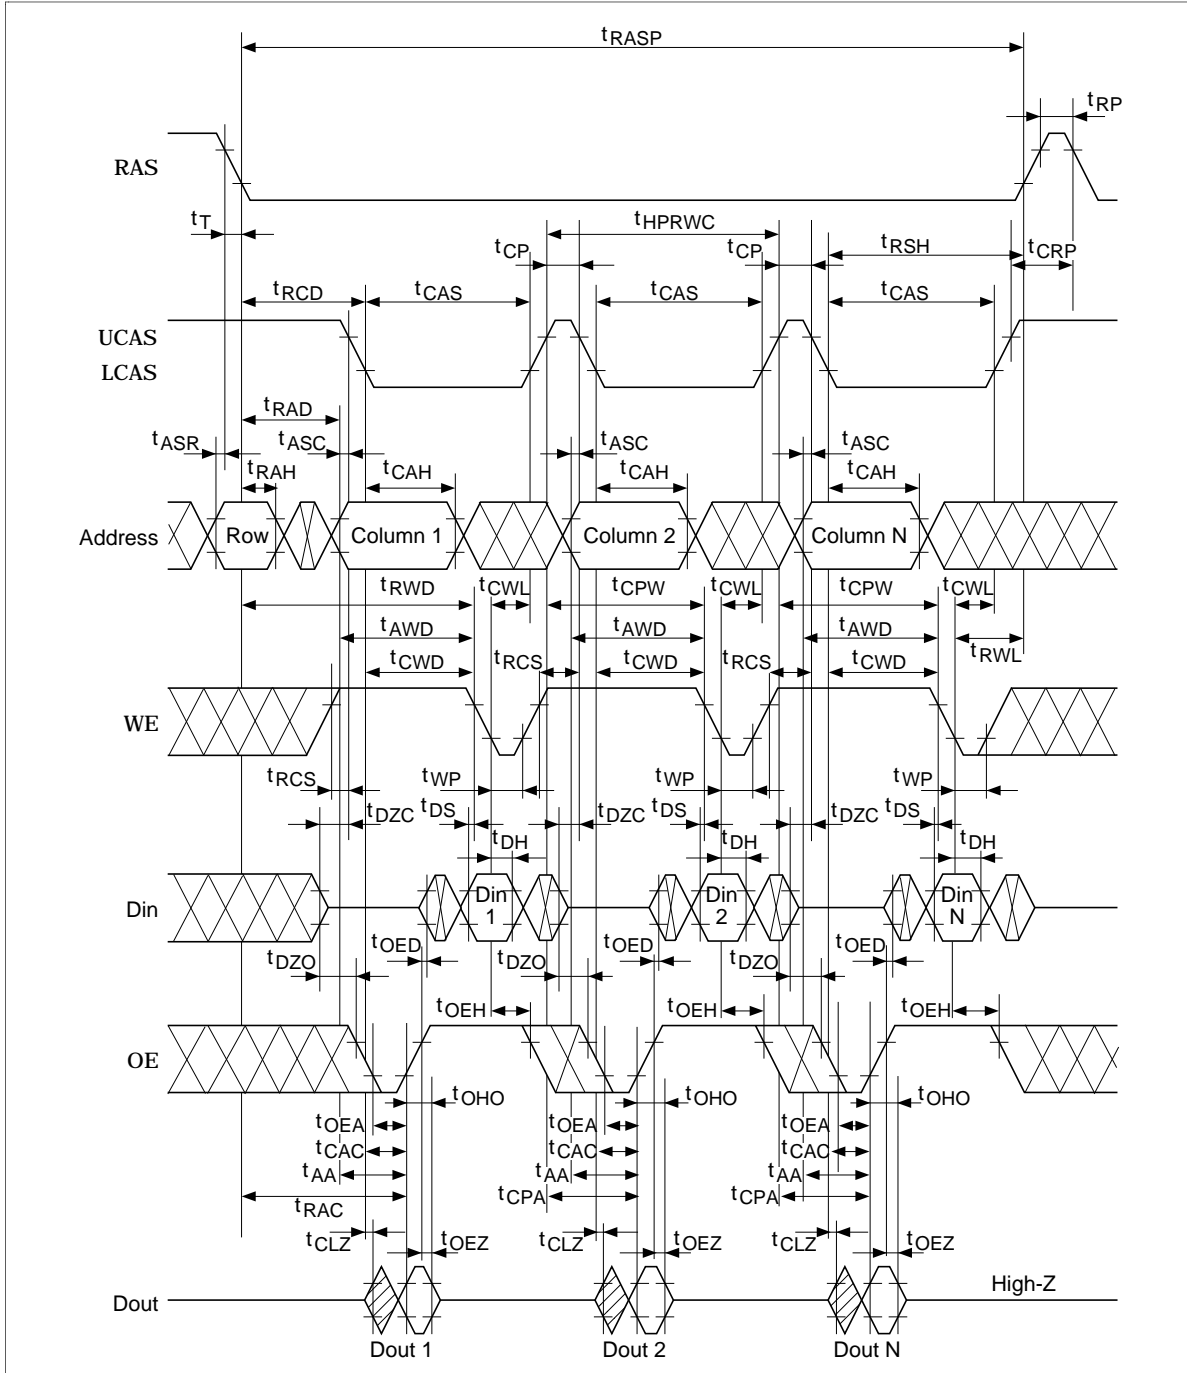 tRASP
tRP
RAS
tT
tHPRWC
tCP
tCP
tRSH
tCRP
tRCD
tCAS
tCAS
tCAS
UCAS
LCAS
tRAD
tASR
tASC
tASC
tASC
tRAH
tCAH
tCAH
tCAH
Address
Row
Column 1
Column 2
Column N
tRWD
tCWL
tCPW
tCWL
tCPW
tCWL
tAWD
tAWD
tAWD
tRWL
tCWD
tRCS
tCWD
tRCS
tCWD
WE
tRCS
tWP
tWP
tWP
tDZC
tDS
tDZC
tDS
tDZC
tDS
tDH
tDH
tDH
Din
Din 1
Din 2
Din N
tDZO
tOED
tDZO
tOED
tDZO
tOED
tOEH
tOEH
tOEH
OE
tOHO
tOHO
tOHO
tOEA
tOEA
tOEA
tCAC
tCAC
tCAC
tAA
tAA
tAA
tRAC
tCPA
tCPA
tCLZ
tOEZ
tCLZ
tOEZ
tCLZ
tOEZ
Dout
High-Z
Dout 1
Dout 2
Dout N